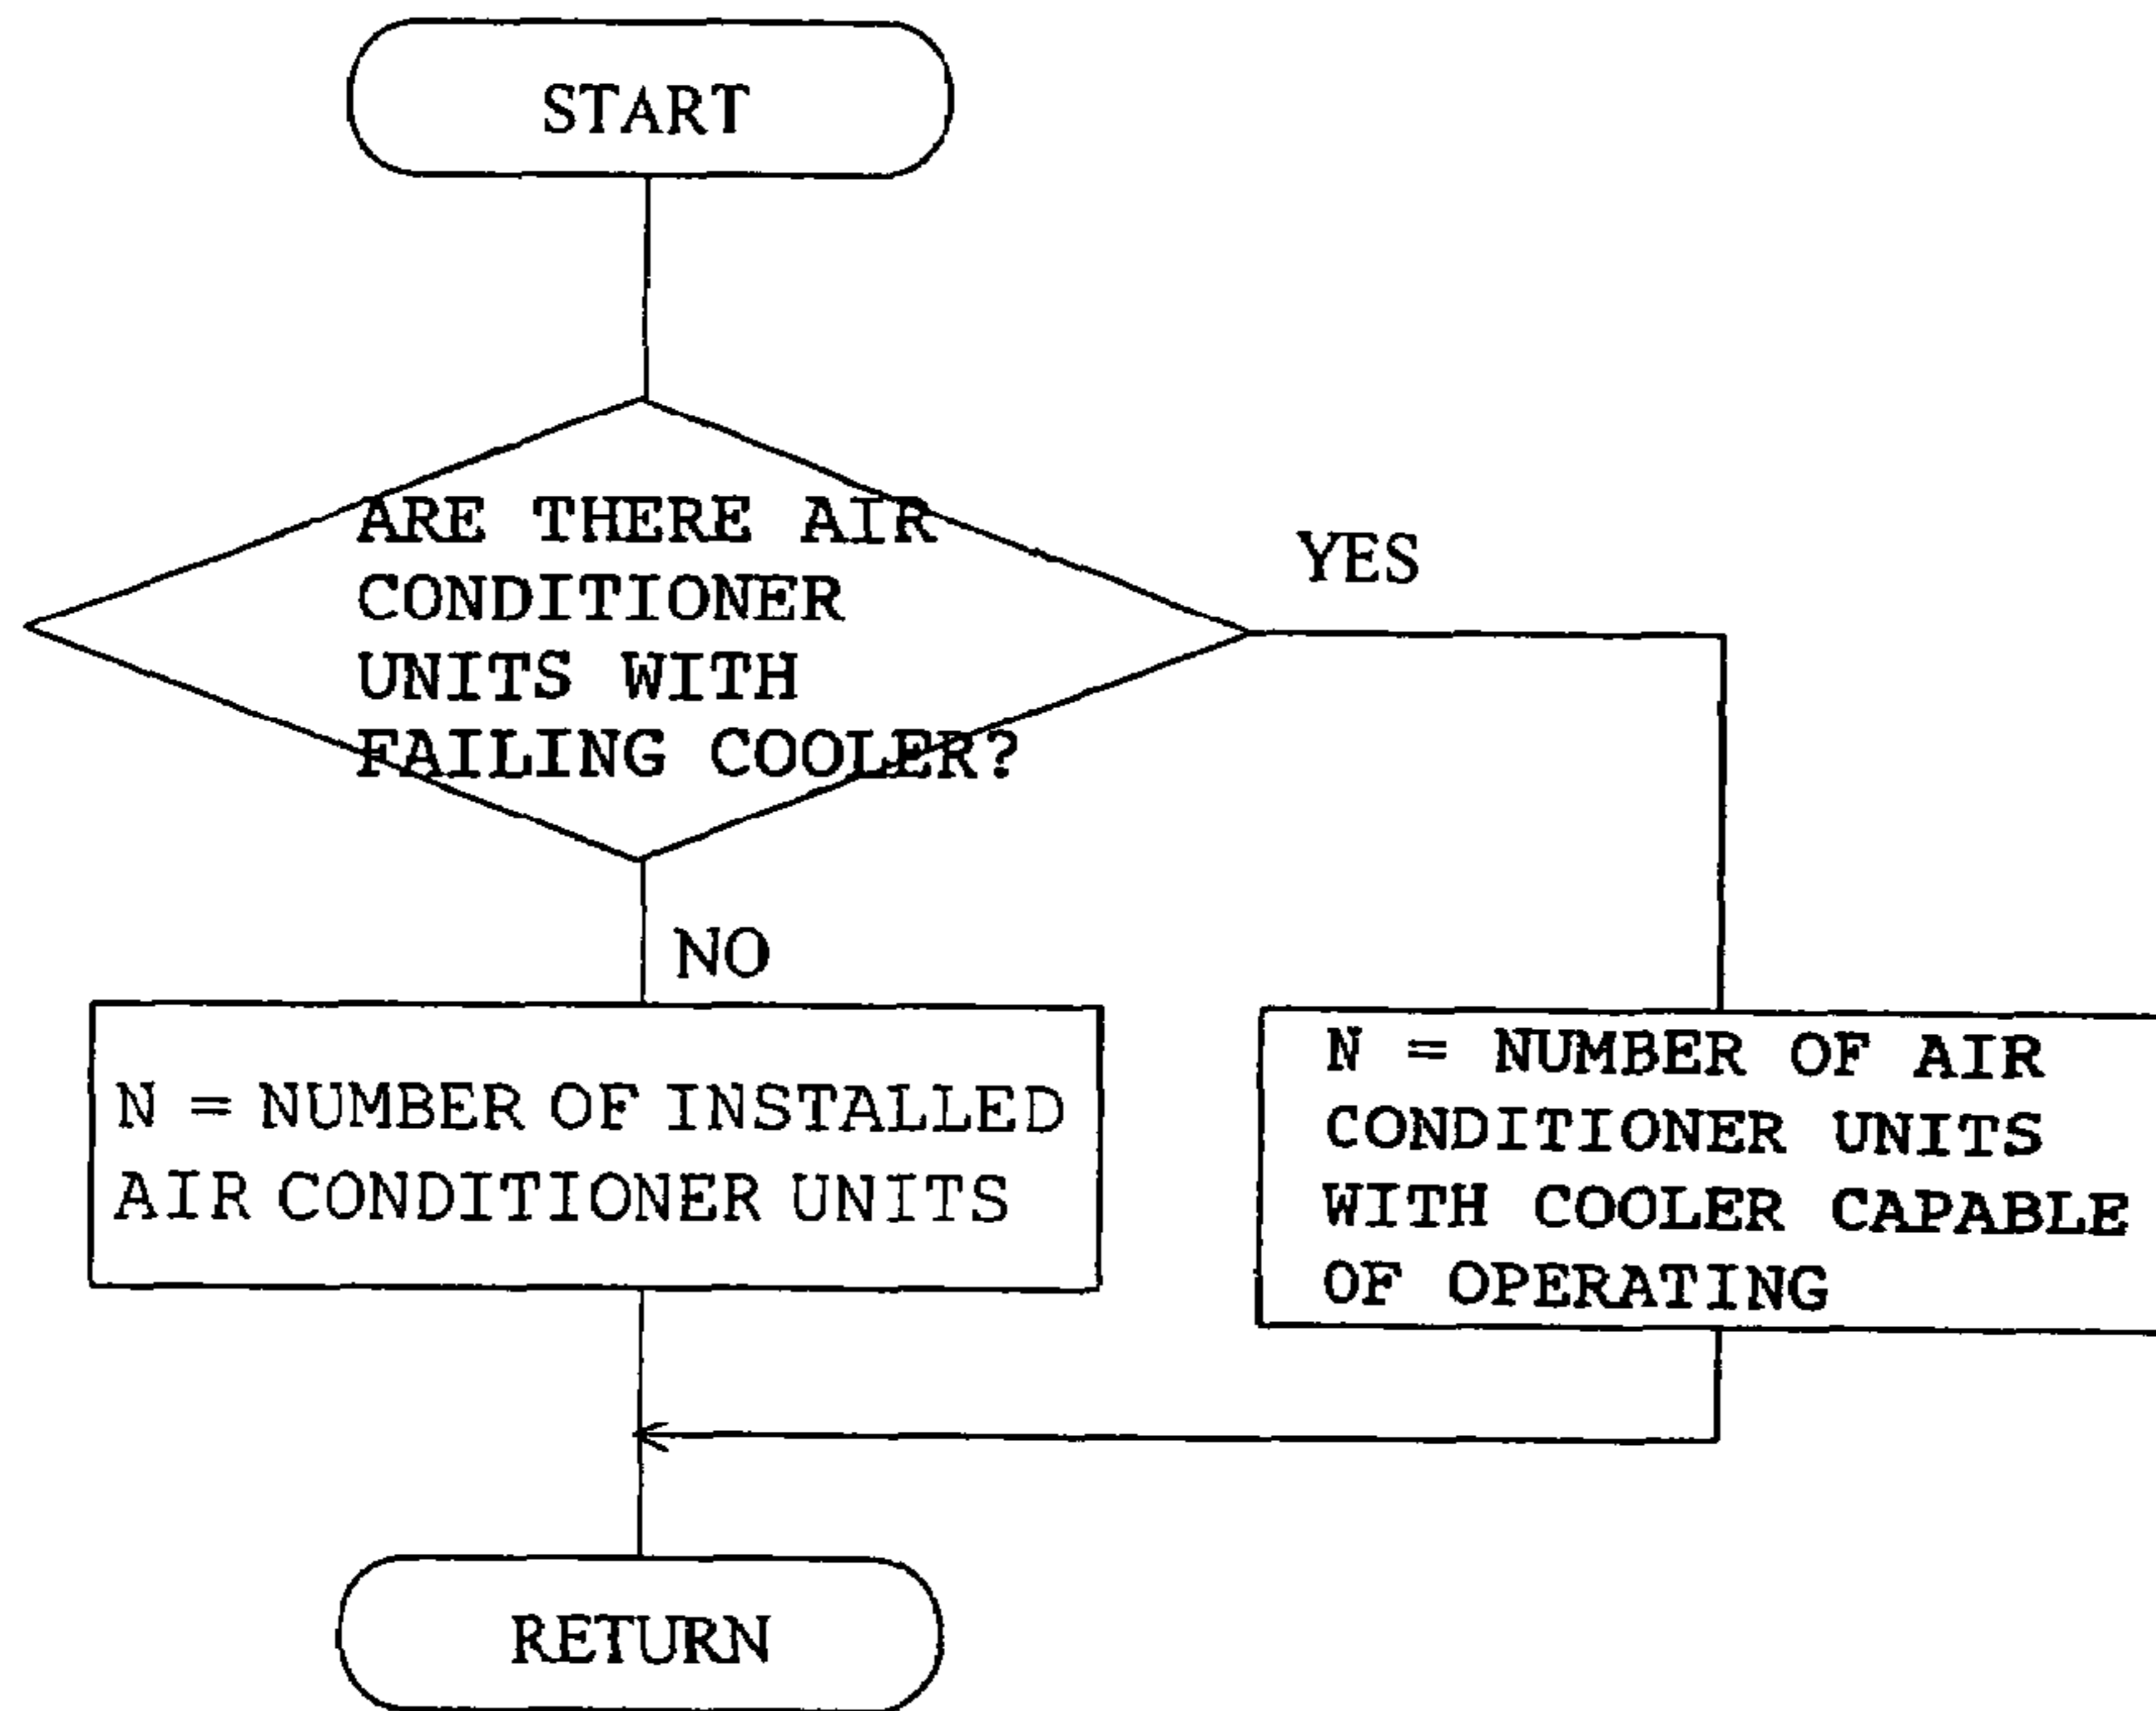 START
ARE THERE AIR
CONDITIONER
UNITS WITH
FAILING COOLER?
YES
NO
N = NUMBER OF INSTALLED
AIR CONDITIONER UNITS
N = NUMBER OF AIR
CONDITIONER UNITS
WITH COOLER CAPABLE
OF OPERATING
RETURN